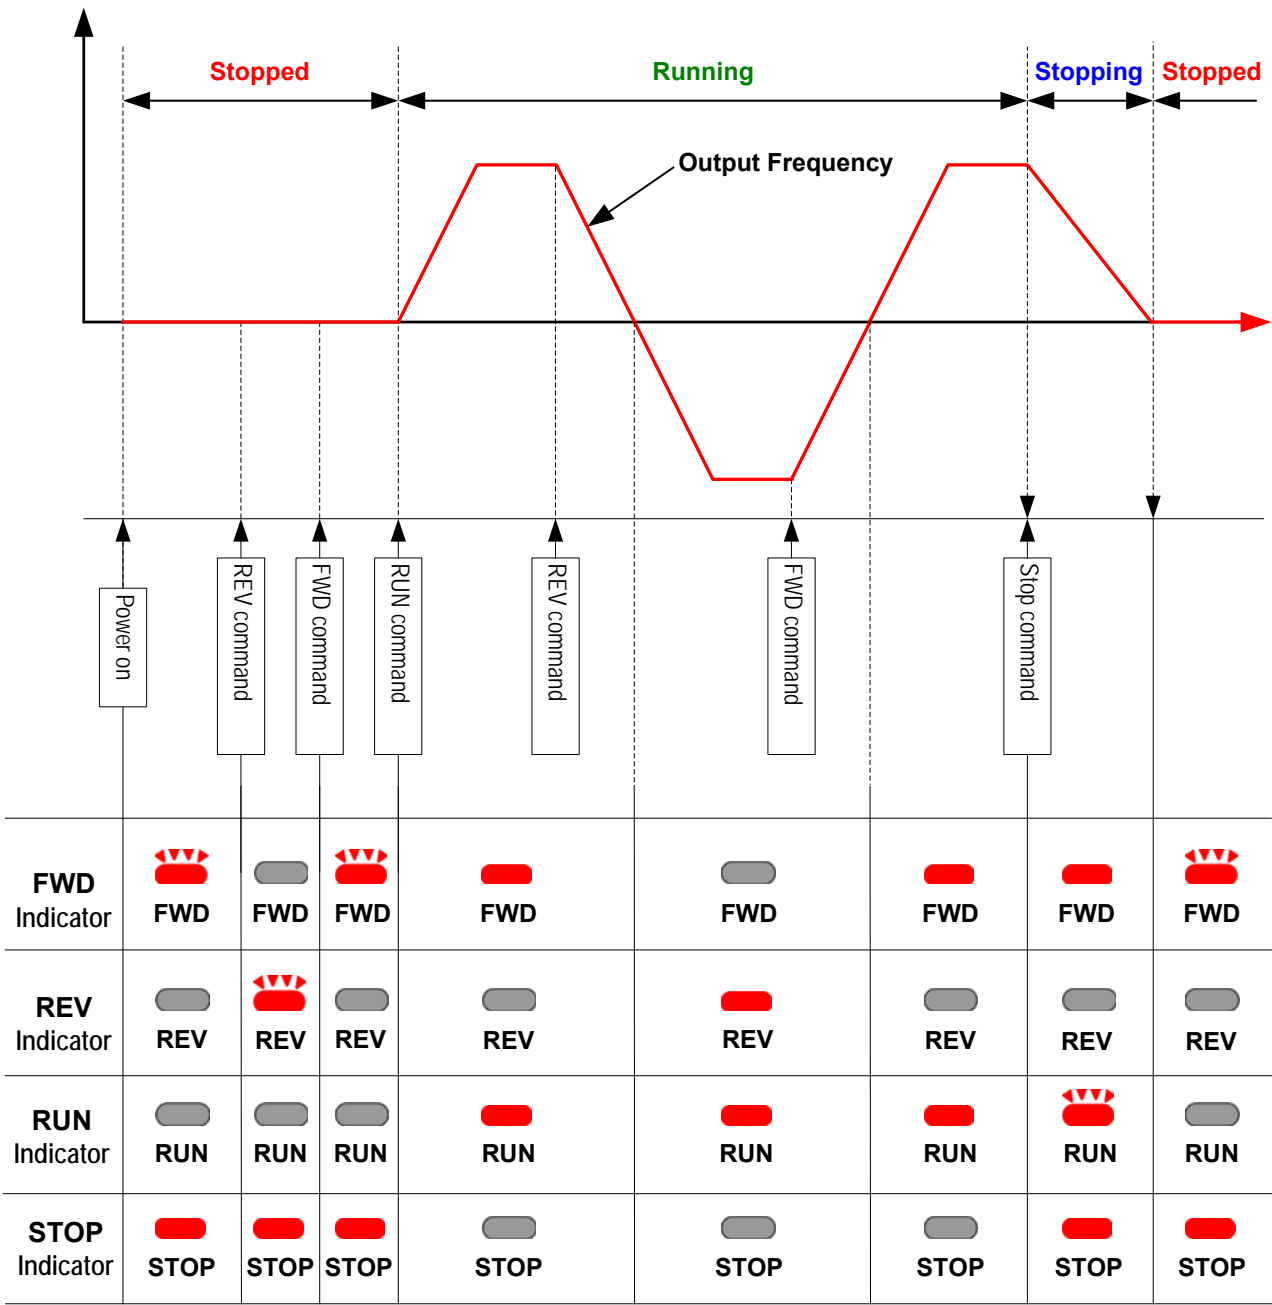 Stopped
Running
Stopping
Stopped
Output Frequency
Power on
REV command
FWD command
RUN command
REV command
FWD command
Stop command
FWD
Indicator
FWD
FWD
FWD
FWD
FWD
FWD
FWD
FWD
REV
Indicator
REV
REV
REV
REV
REV
REV
REV
REV
RUN
Indicator
RUN
RUN
RUN
RUN
RUN
RUN
RUN
RUN
STOP
Indicator
STOP
STOP
STOP
STOP
STOP
STOP
STOP
STOP